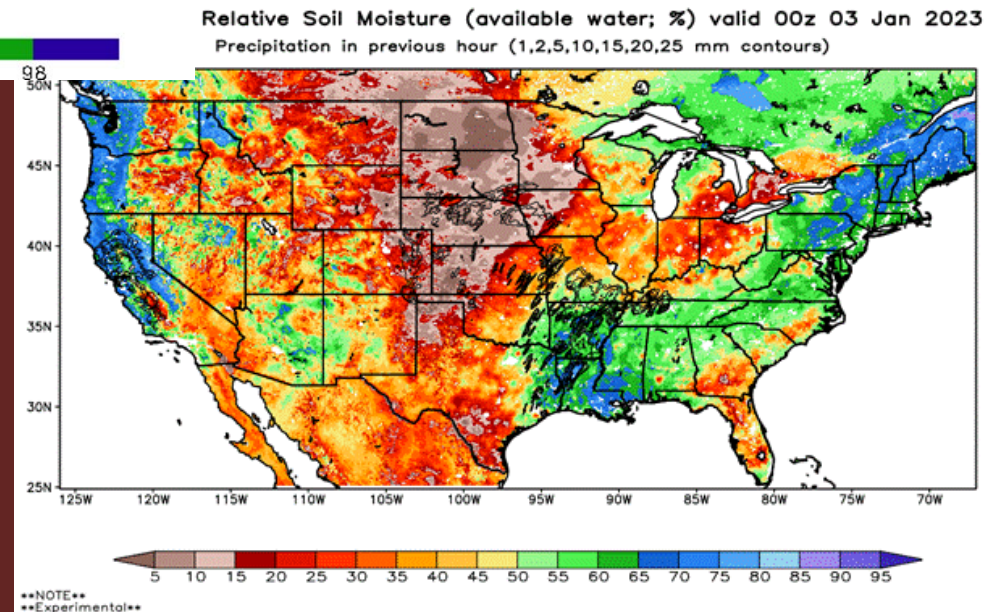 Relative Soil Moisture (available water; %) valid 00z 03 Jan 2023
Precipitation in previous hour (1,2,5,10,15,20,25 mm contours)
98
50N
45N
40N
35N
30N
25N
125W 120W 115W 110W 105W 100W 95W 90W 85W 80W 75W 70W
5 10 15 20 25 30 35 40 45 50 55 60 65 70 75 80 85 90 95
**NOTE**
**Experimental**